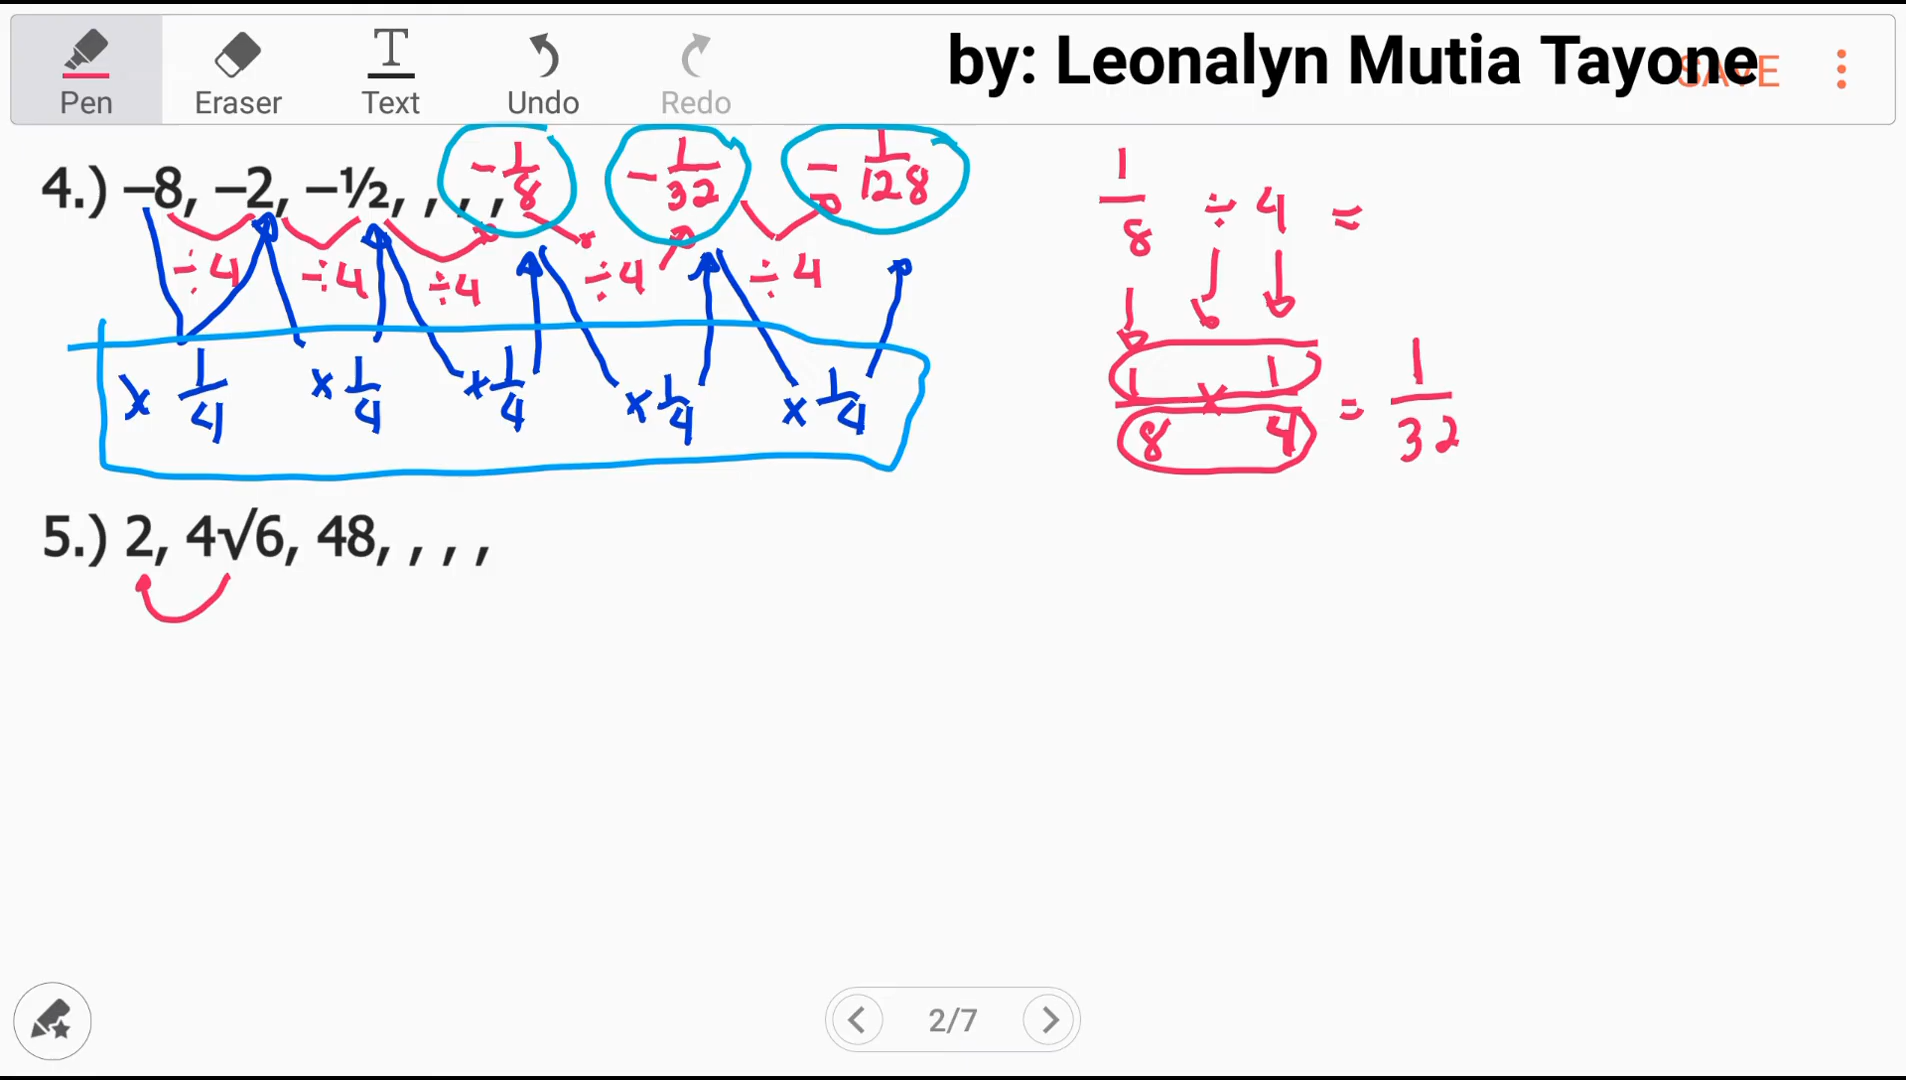 Pen Eraser Text Undo Redo SAVE
by: Leonalyn Mutia Tayone
4.) –8, –2, –½, , , , -1/8 -1/32 -1/128
÷4 ÷4 ÷4 ÷4 ÷4
x 1/4 x 1/4 x 1/4 x 1/4 x 1/4
1/8 ÷ 4 =
1 x 1 / 8 4 = 1/32
5.) 2, 4√6, 48, , , ,
2/7